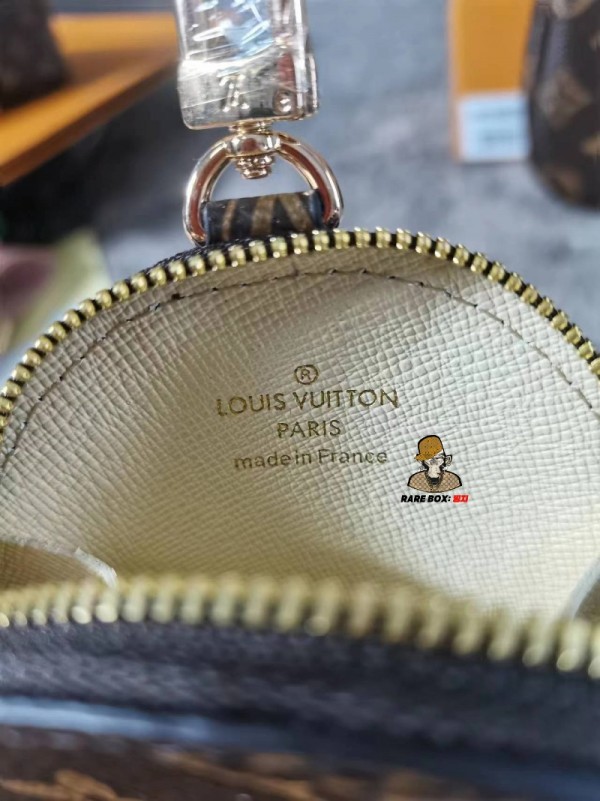 ®
LOUIS VUITTON
PARIS
made in France
RARE BOX: